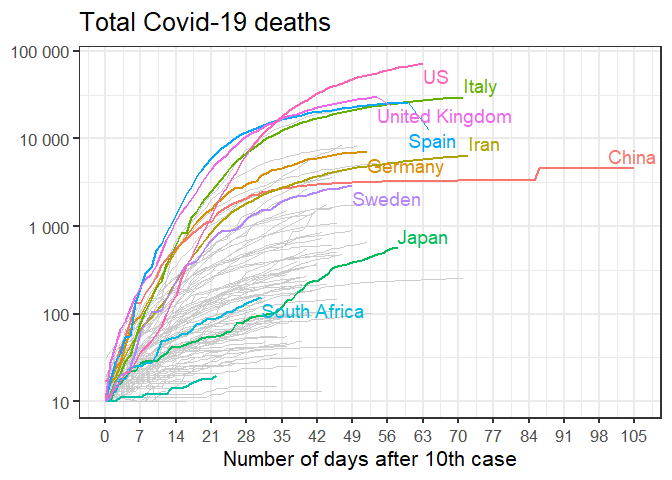 Total Covid-19 deaths
100 000
10 000
1 000
100
10
US
Italy
United Kingdom
Spain
Iran
China
Germany
Sweden
Japan
South Africa
0 7 14 21 28 35 42 49 56 63 70 77 84 91 98 105
Number of days after 10th case